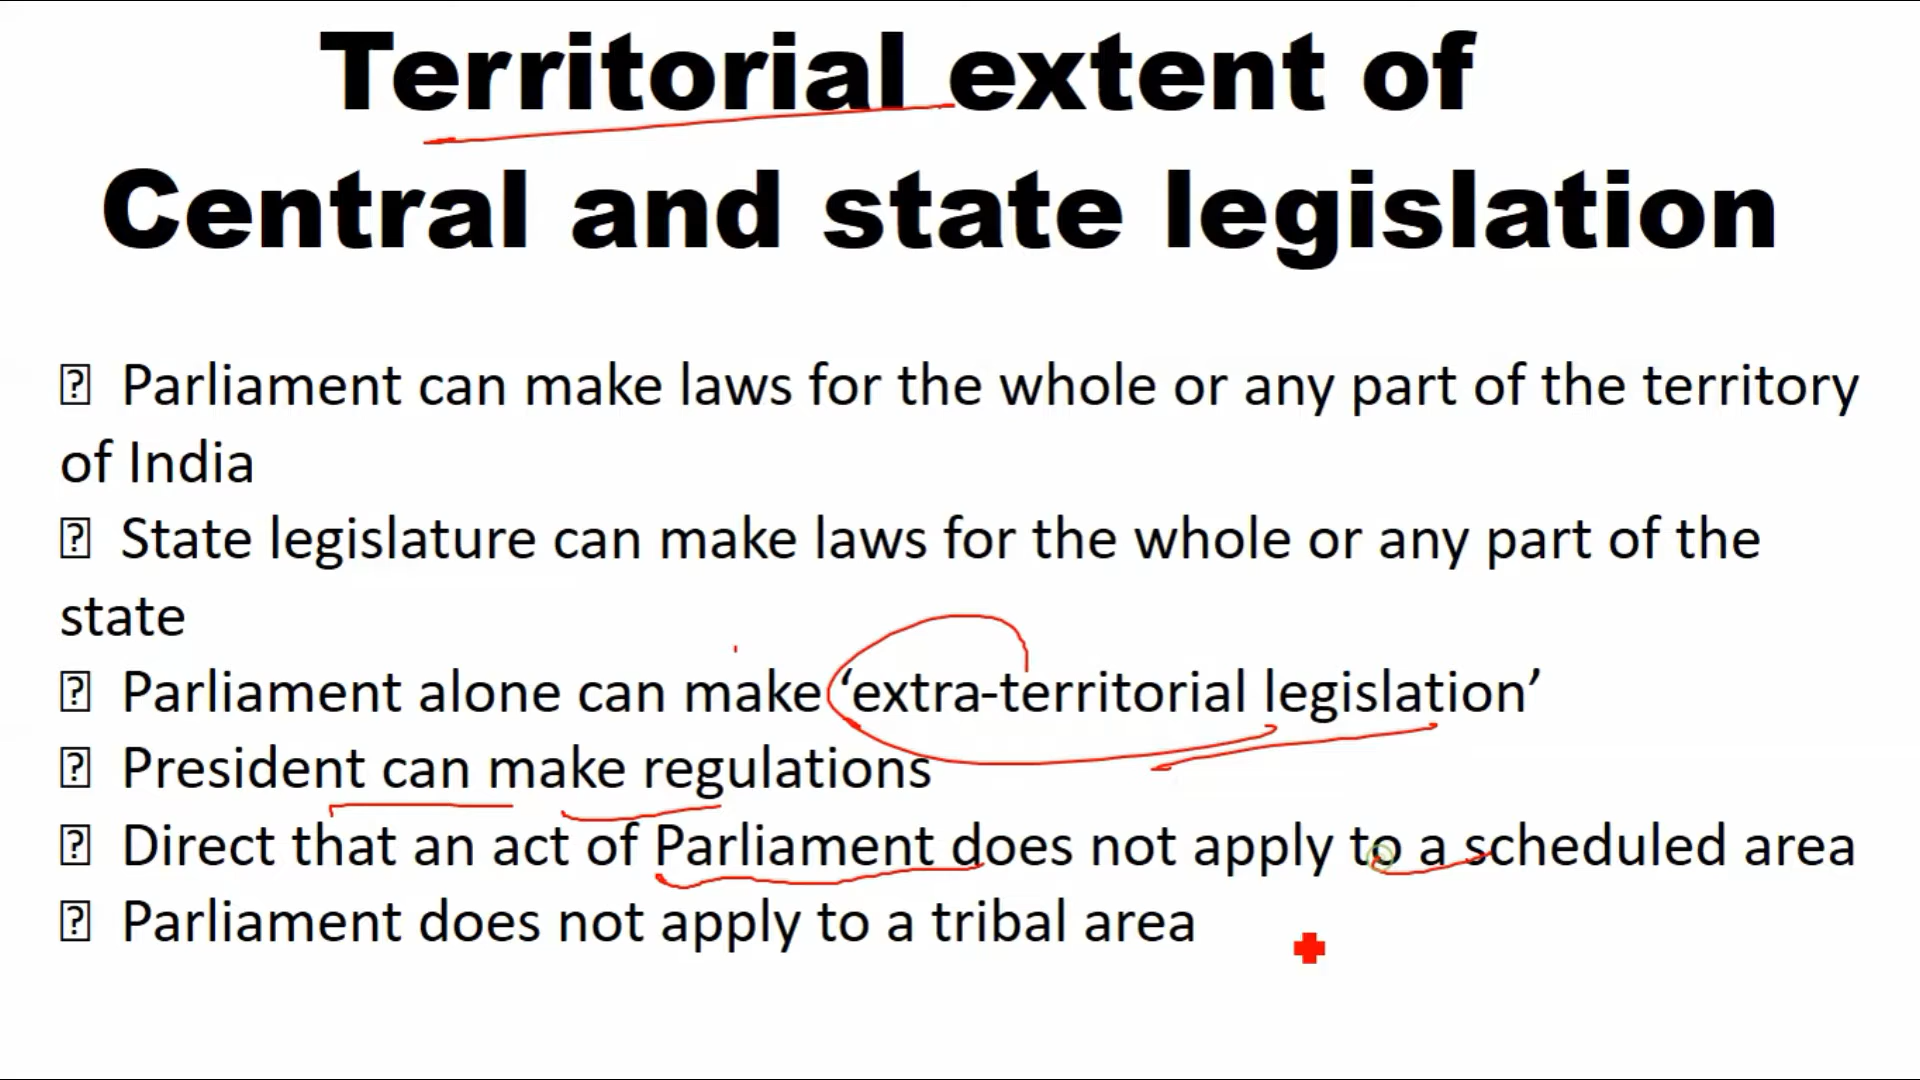 Territorial extent of
Central and state legislation
Parliament can make laws for the whole or any part of the territory
of India
State legislature can make laws for the whole or any part of the
state
Parliament alone can make ‘extra-territorial legislation’
President can make regulations
Direct that an act of Parliament does not apply to a scheduled area
Parliament does not apply to a tribal area